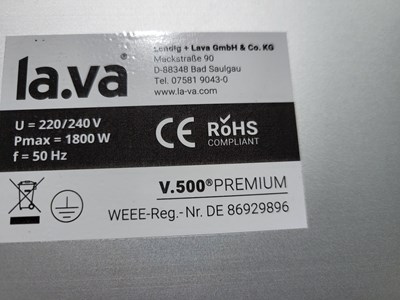 la.va®
Landig + Lava GmbH & Co. KG
Mackstraße 90
D-88348 Bad Saulgau
Tel. 07581 9043-0
www.la-va.com
U = 220/240 V
Pmax = 1800 W
f = 50 Hz
CE
RoHS
COMPLIANT
V.500®PREMIUM
WEEE-Reg.-Nr. DE 86929896